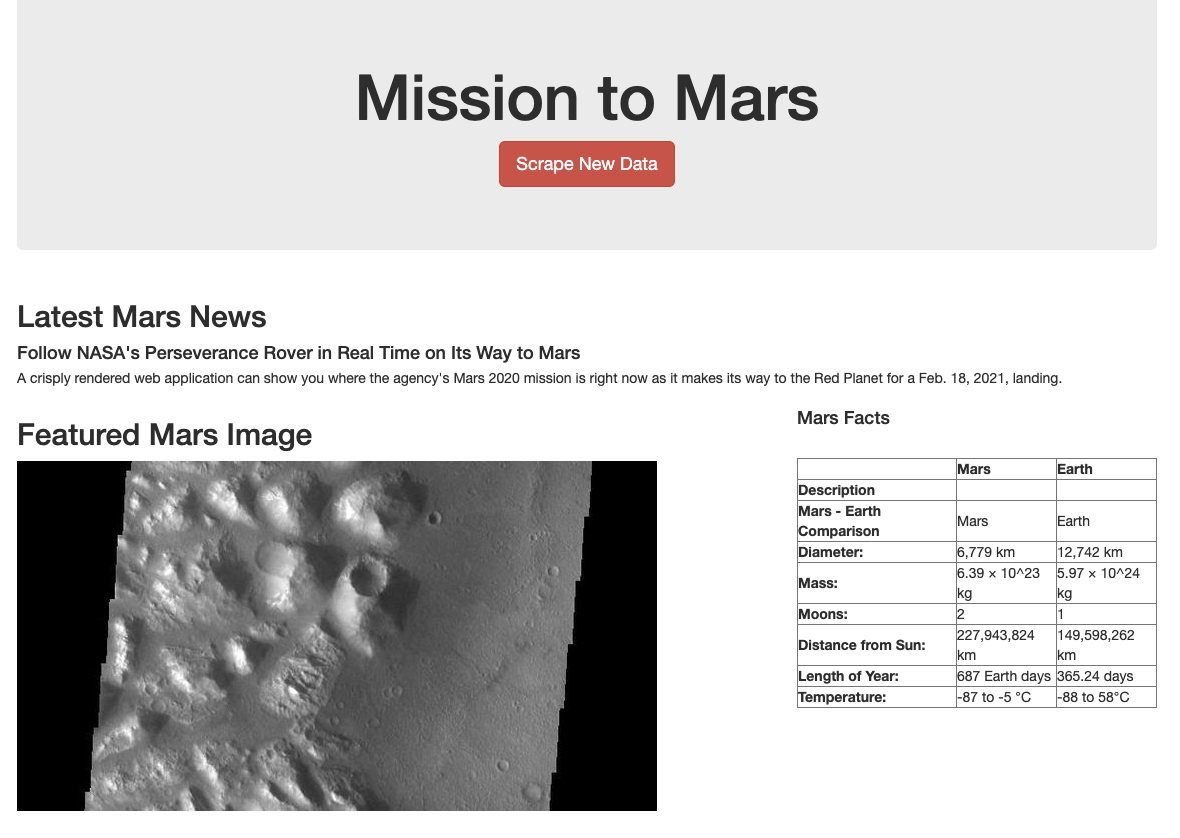 Mission to Mars
Scrape New Data
Latest Mars News
Follow NASA's Perseverance Rover in Real Time on Its Way to Mars
A crisply rendered web application can show you where the agency's Mars 2020 mission is right now as it makes its way to the Red Planet for a Feb. 18, 2021, landing.
Featured Mars Image
Mars Facts
Mars Earth
Description
Mars - Earth Comparison Mars Earth
Diameter: 6,779 km 12,742 km
Mass: 6.39 × 10^23 kg 5.97 × 10^24 kg
Moons: 2 1
Distance from Sun: 227,943,824 km 149,598,262 km
Length of Year: 687 Earth days 365.24 days
Temperature: -87 to -5 °C -88 to 58°C